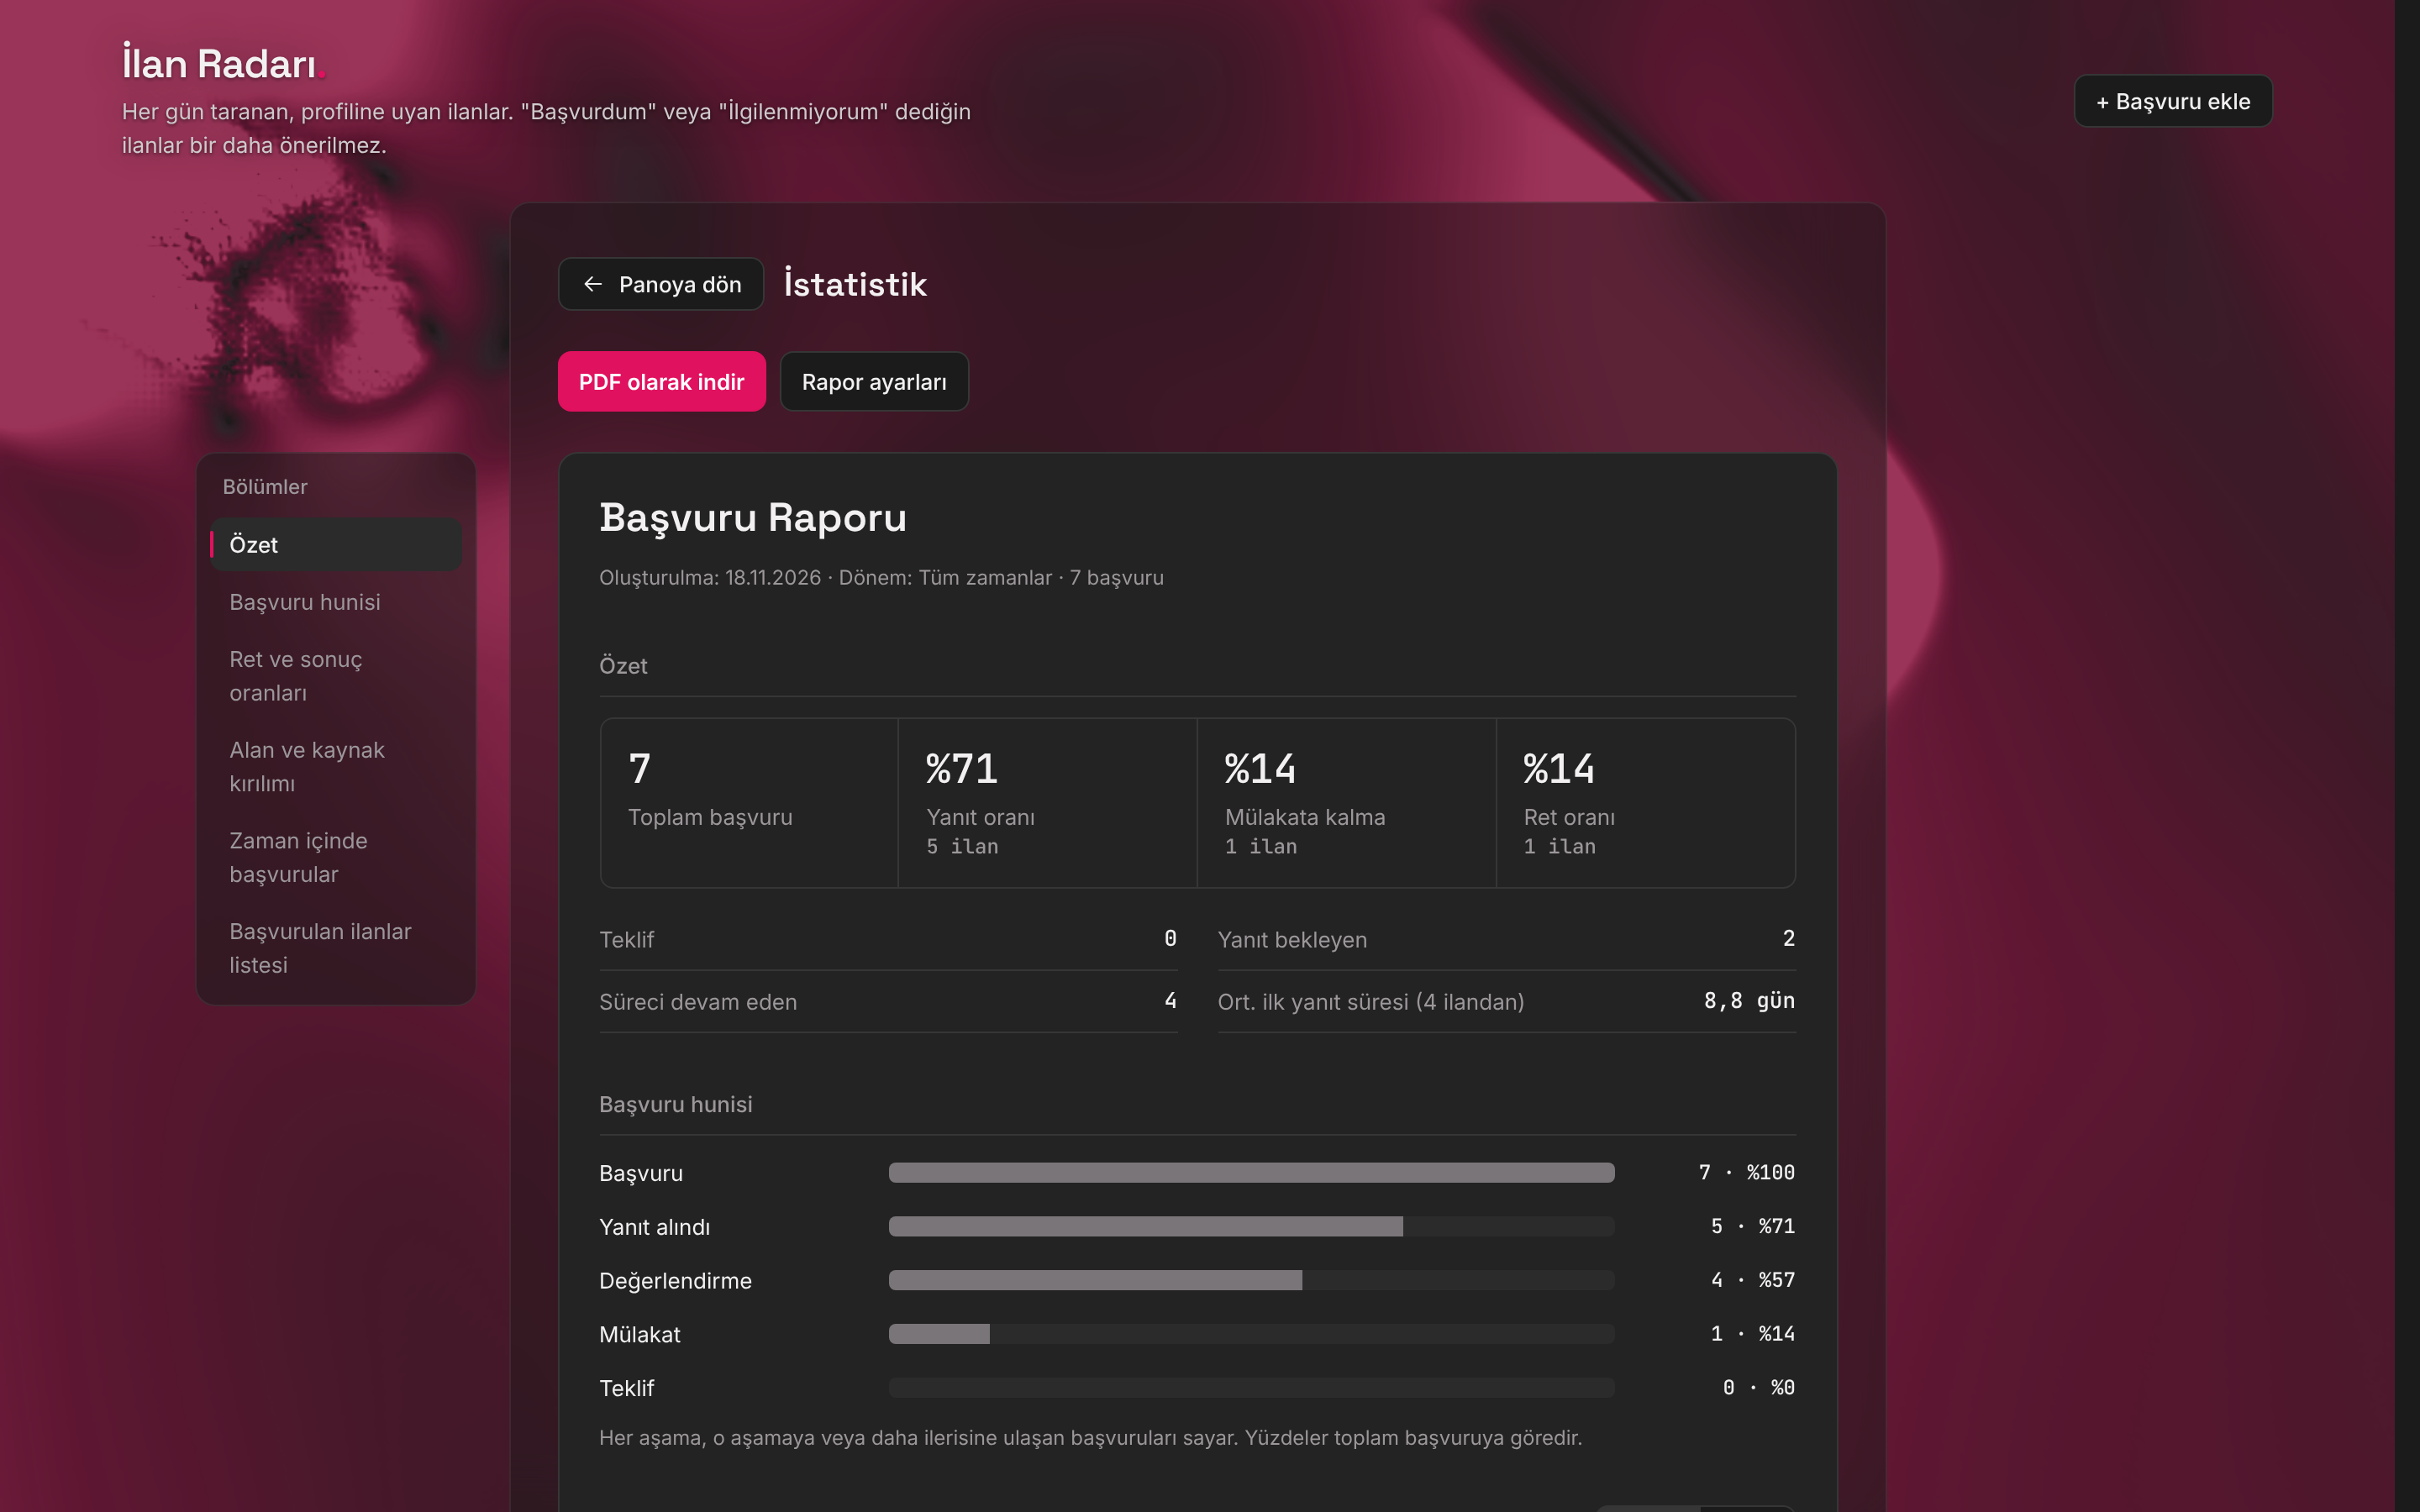 İlan Radarı.
Her gün taranan, profiline uyan ilanlar. "Başvurdum" veya "İlgilenmiyorum" dediğin
ilanlar bir daha önerilmez.
+ Başvuru ekle
← Panoya dön
İstatistik
PDF olarak indir
Rapor ayarları
Bölümler
Özet
Başvuru hunisi
Ret ve sonuç
oranları
Alan ve kaynak
kırılımı
Zaman içinde
başvurular
Başvurulan ilanlar
listesi
Başvuru Raporu
Oluşturulma: 18.11.2026 · Dönem: Tüm zamanlar · 7 başvuru
Özet
7
Toplam başvuru
%71
Yanıt oranı
5 ilan
%14
Mülakata kalma
1 ilan
%14
Ret oranı
1 ilan
Teklif 0
Yanıt bekleyen 2
Süreci devam eden 4
Ort. ilk yanıt süresi (4 ilandan) 8,8 gün
Başvuru hunisi
Başvuru 7 · %100
Yanıt alındı 5 · %71
Değerlendirme 4 · %57
Mülakat 1 · %14
Teklif 0 · %0
Her aşama, o aşamaya veya daha ilerisine ulaşan başvuruları sayar. Yüzdeler toplam başvuruya göredir.